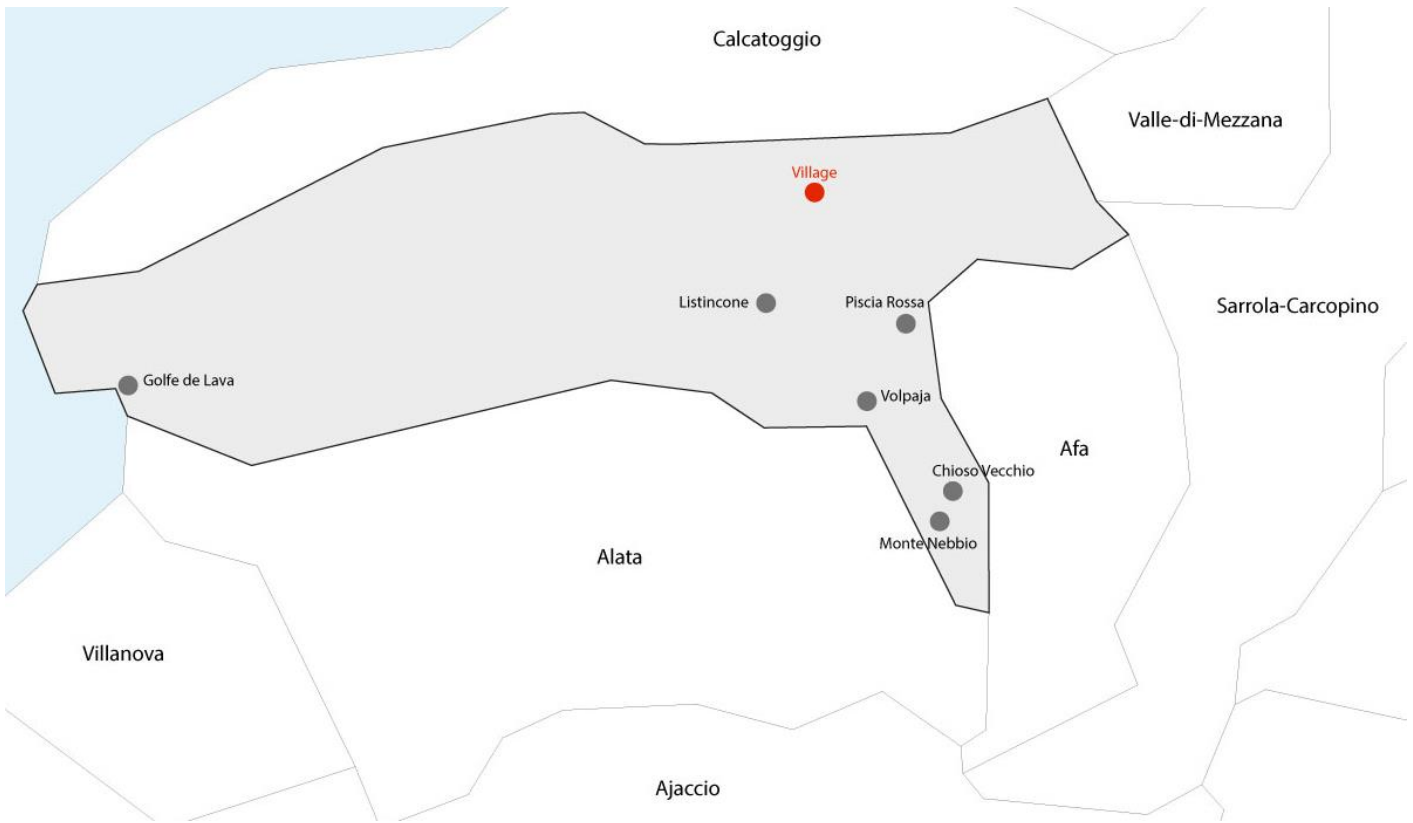 Calcatoggio
Valle-di-Mezzana
Village
Listincone
Piscia Rossa
Sarrola-Carcopino
Golfe de Lava
Volpaja
Afa
Chioso Vecchio
Monte Nebbio
Alata
Villanova
Ajaccio